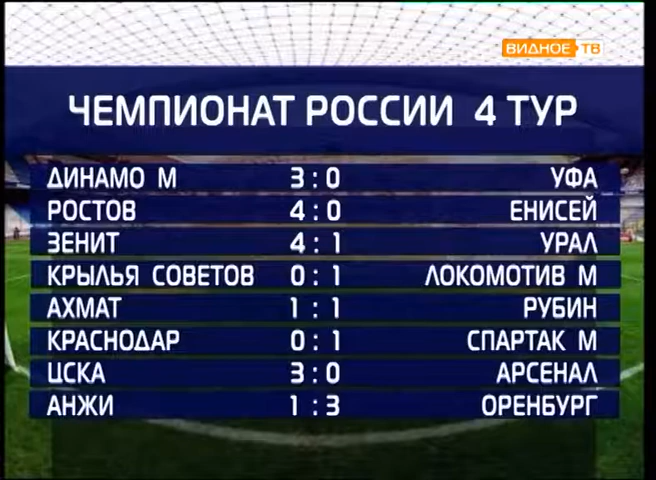 ВИДНОЕ ТВ
ЧЕМПИОНАТ РОССИИ 4 ТУР
ДИНАМО М 3:0 УФА
РОСТОВ 4:0 ЕНИСЕЙ
ЗЕНИТ 4:1 УРАЛ
КРЫЛЬЯ СОВЕТОВ 0:1 ЛОКОМОТИВ М
АХМАТ 1:1 РУБИН
КРАСНОДАР 0:1 СПАРТАК М
ЦСКА 3:0 АРСЕНАЛ
АНЖИ 1:3 ОРЕНБУРГ